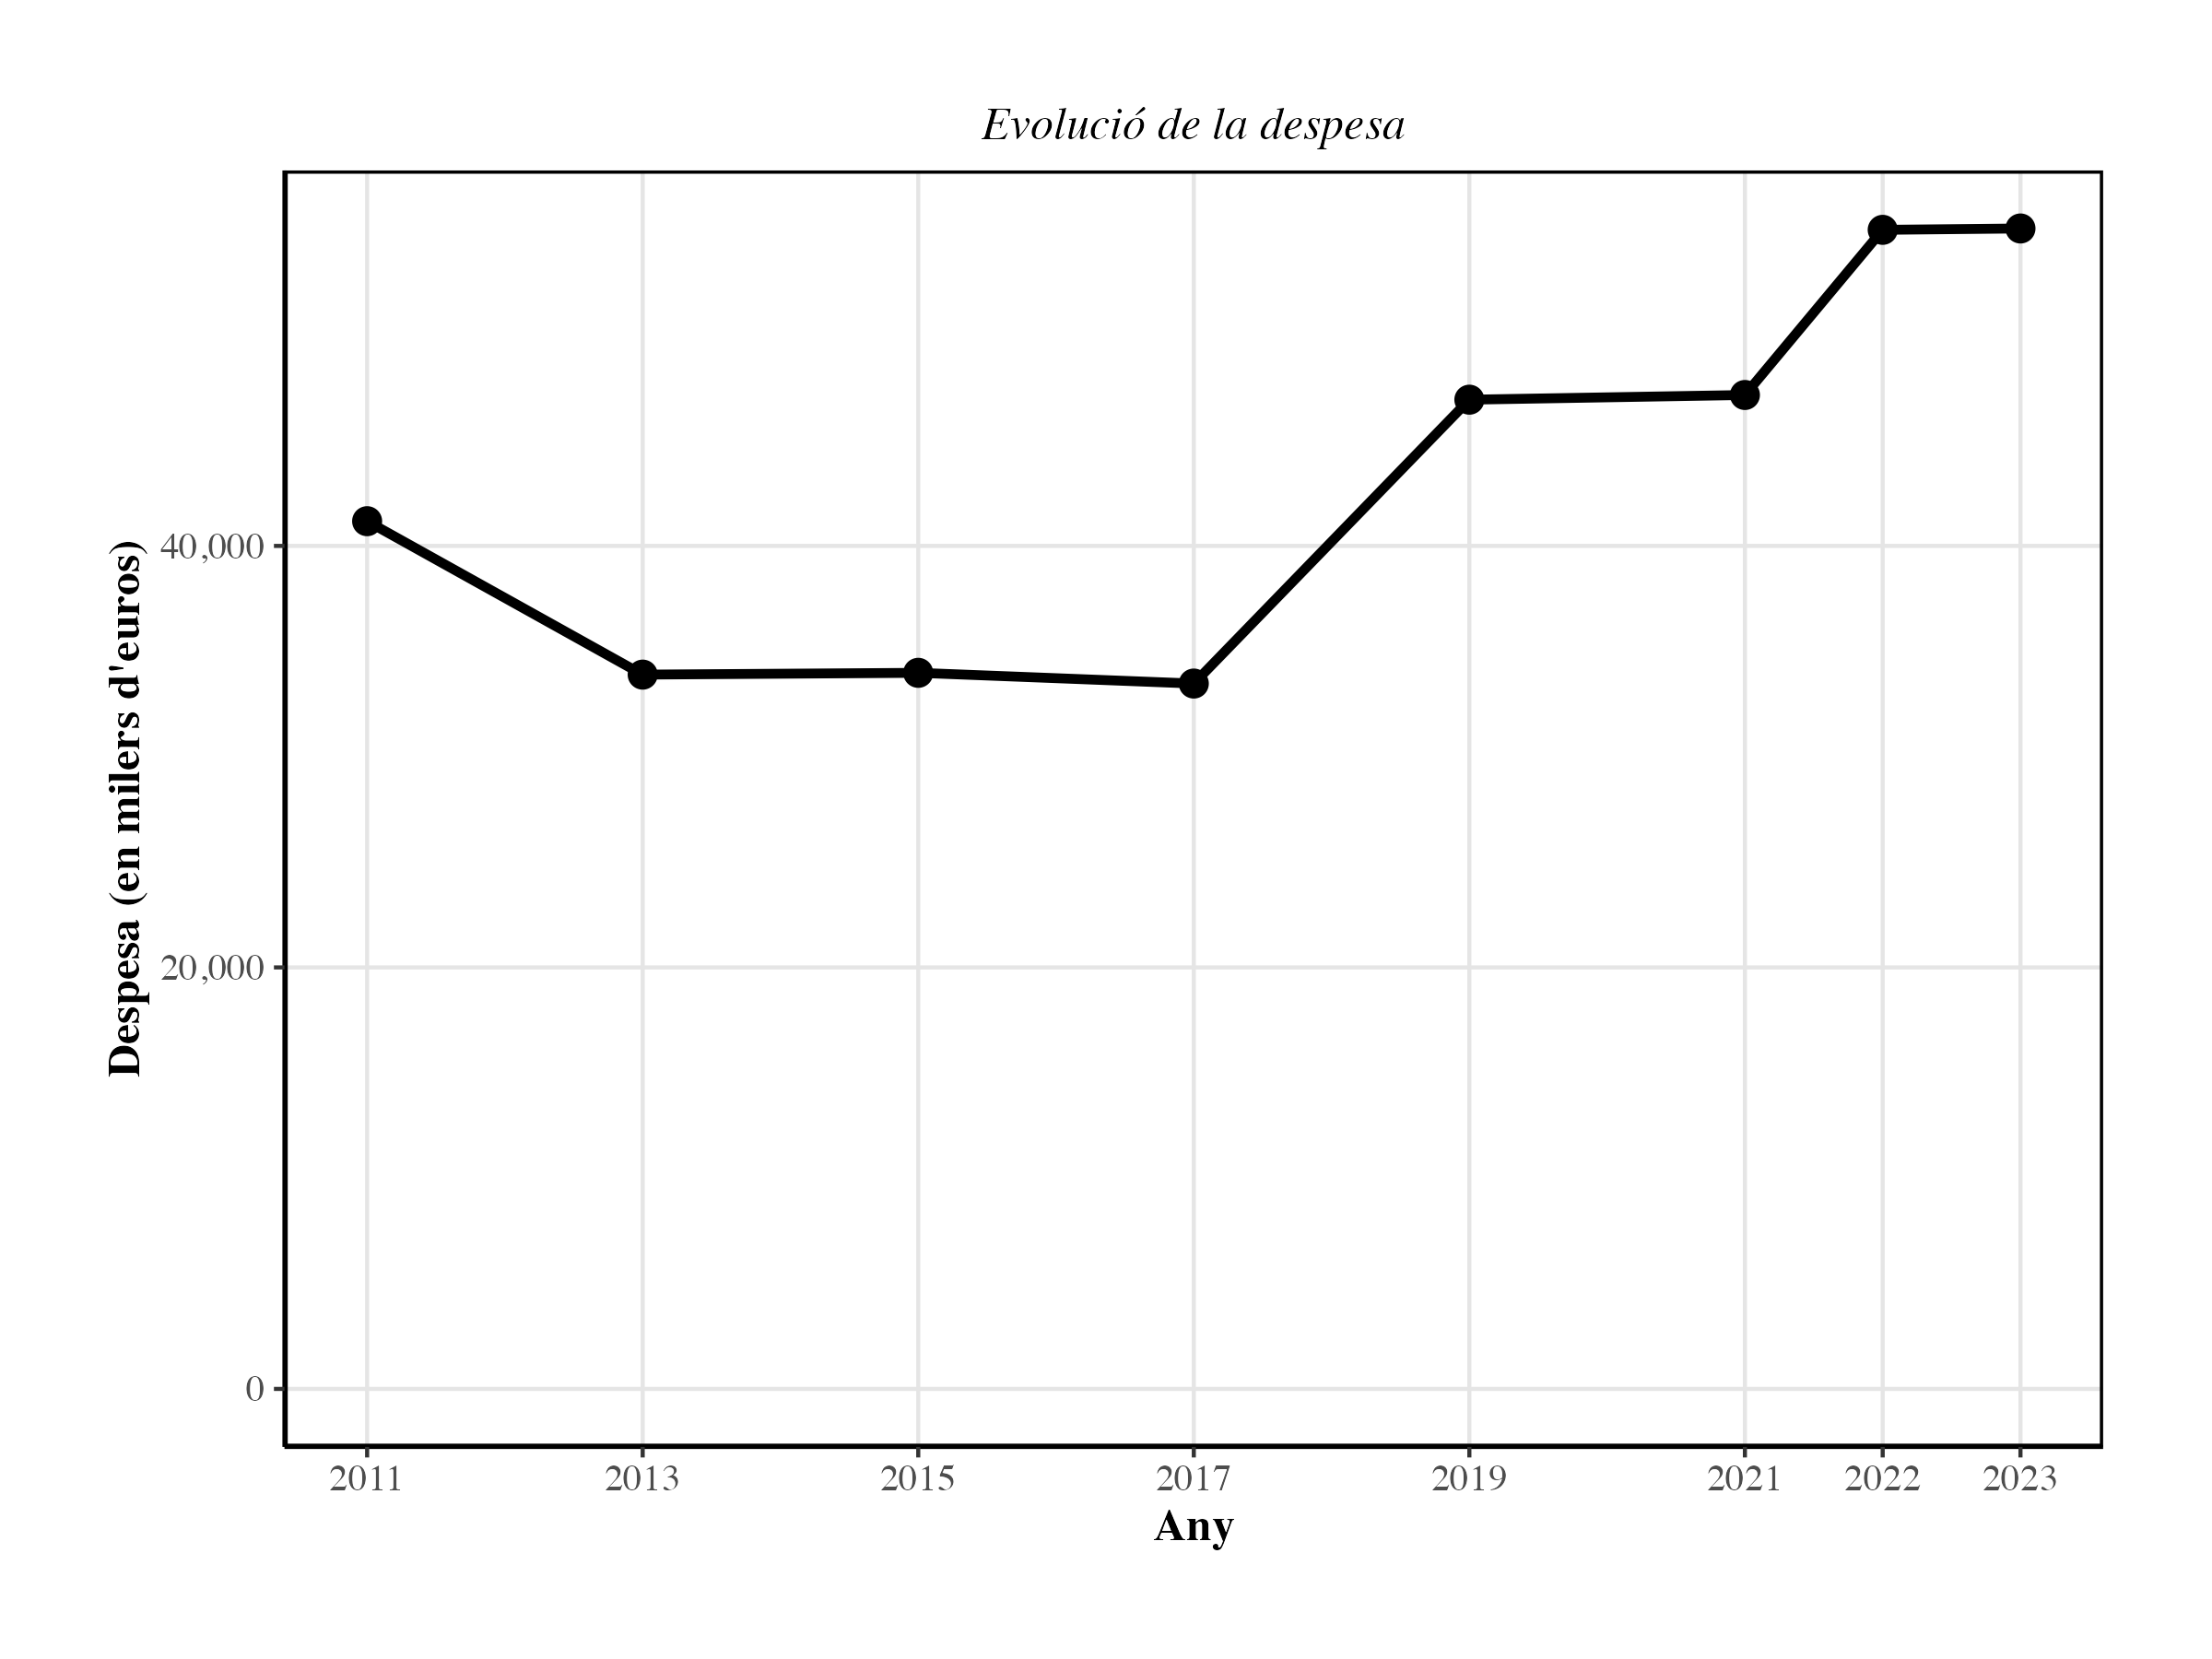 Evolució de la despesa
Despesa (en milers d'euros)
40,000
20,000
0
2011 2013 2015 2017 2019 2021 2022 2023
Any